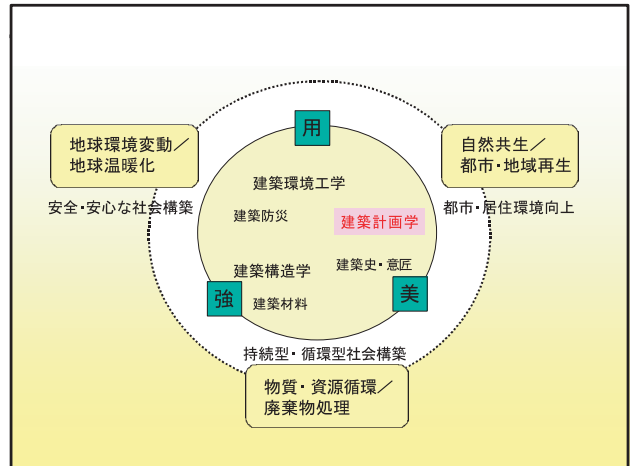 用
地球環境変動／
地球温暖化
自然共生／
都市・地域再生
建築環境工学
安全・安心な社会構築
建築防災
建築計画学
都市・居住環境向上
建築構造学
建築史・意匠
強
建築材料
美
持続型・循環型社会構築
物質・資源循環／
廃棄物処理